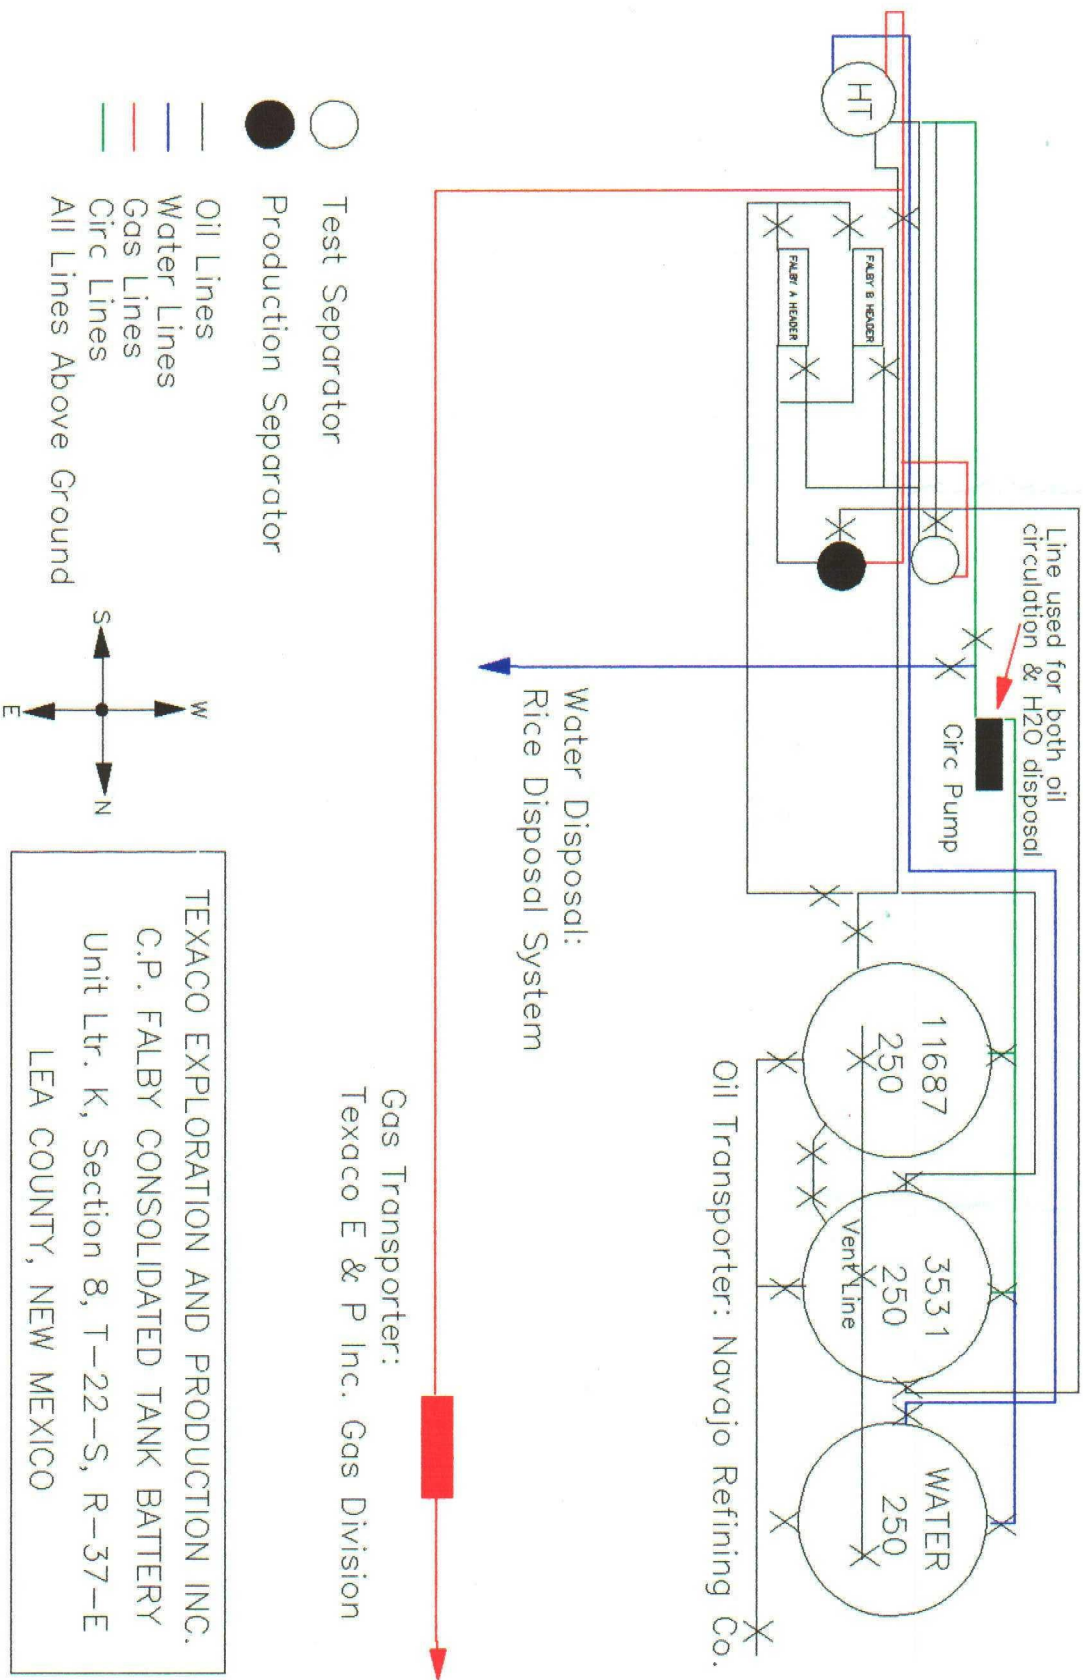 Line used for both oil
circulation & H2O disposal
HT
FALBY B HEADER
FALBY A HEADER
Circ Pump
11687
250
3531
250
Vent Line
WATER
250
Oil Transporter: Navajo Refining Co.
Water Disposal:
Rice Disposal System
Gas Transporter:
Texaco E & P Inc. Gas Division
Test Separator
Production Separator
Oil Lines
Water Lines
Gas Lines
Circ Lines
All Lines Above Ground
W
S
N
E
TEXACO EXPLORATION AND PRODUCTION INC.
C.P. FALBY CONSOLIDATED TANK BATTERY
Unit Ltr. K, Section 8, T-22-S, R-37-E
LEA COUNTY, NEW MEXICO